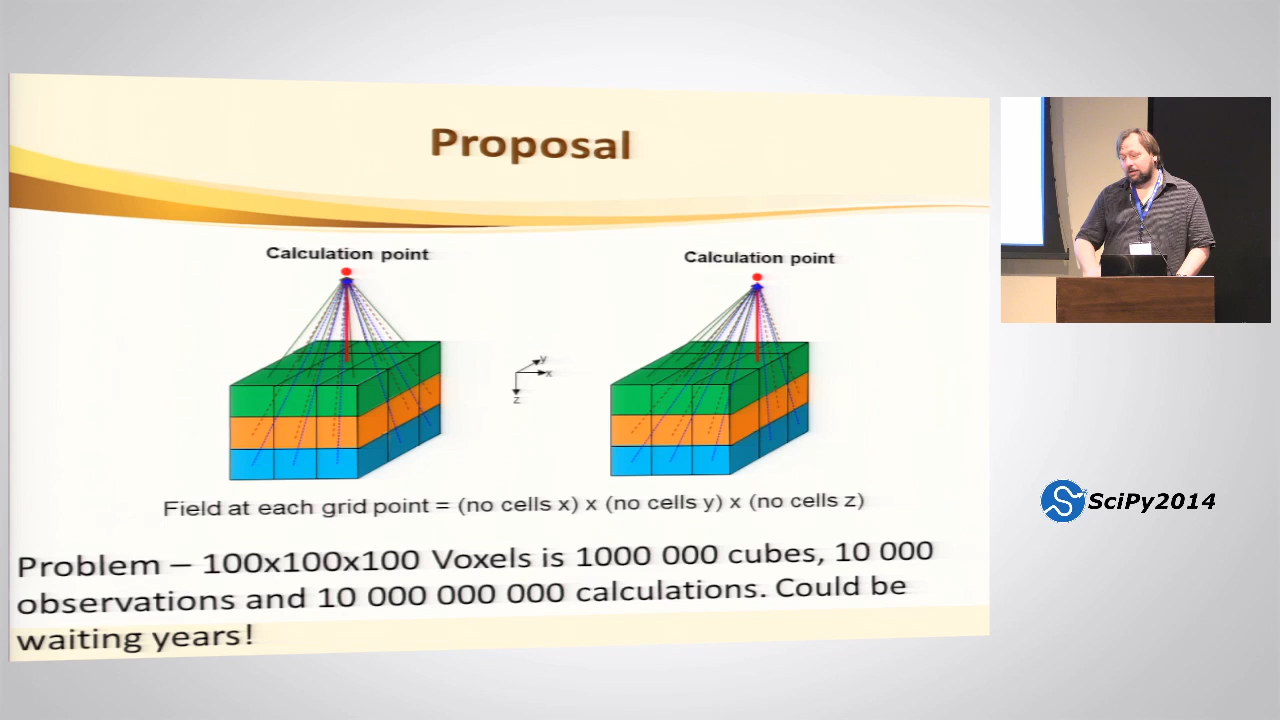 Proposal
Calculation point
Calculation point
y
x
z
Field at each grid point = (no cells x) x (no cells y) x (no cells z)
Problem – 100x100x100 Voxels is 1000 000 cubes, 10 000
observations and 10 000 000 000 calculations. Could be
waiting years!
SciPy2014